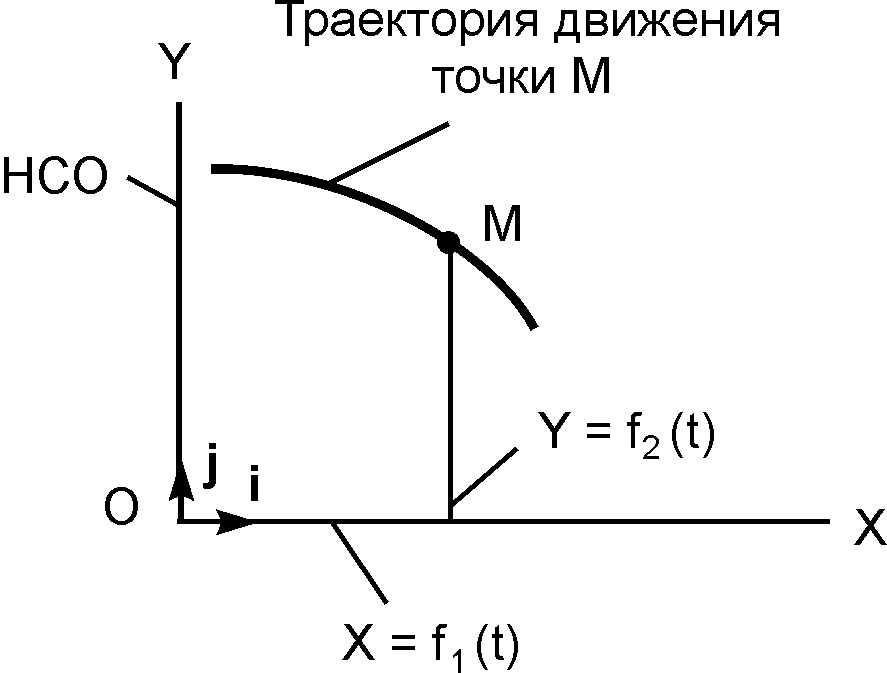 Траектория движения
точки М
Y
НСО
М
Y = f₂ (t)
j
i
O
X
X = f₁ (t)